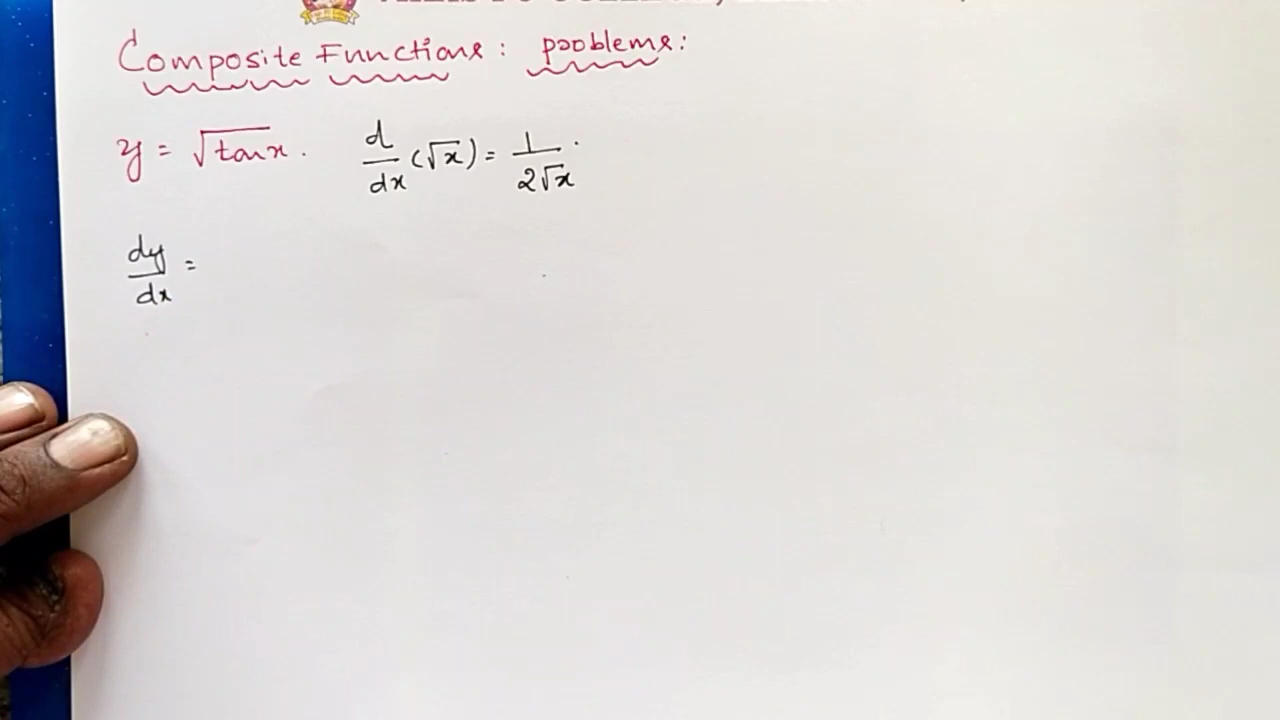 Composite Functions: problems:
y = √tanx . d/dx (√x) = 1/2√x .
dy/dx =